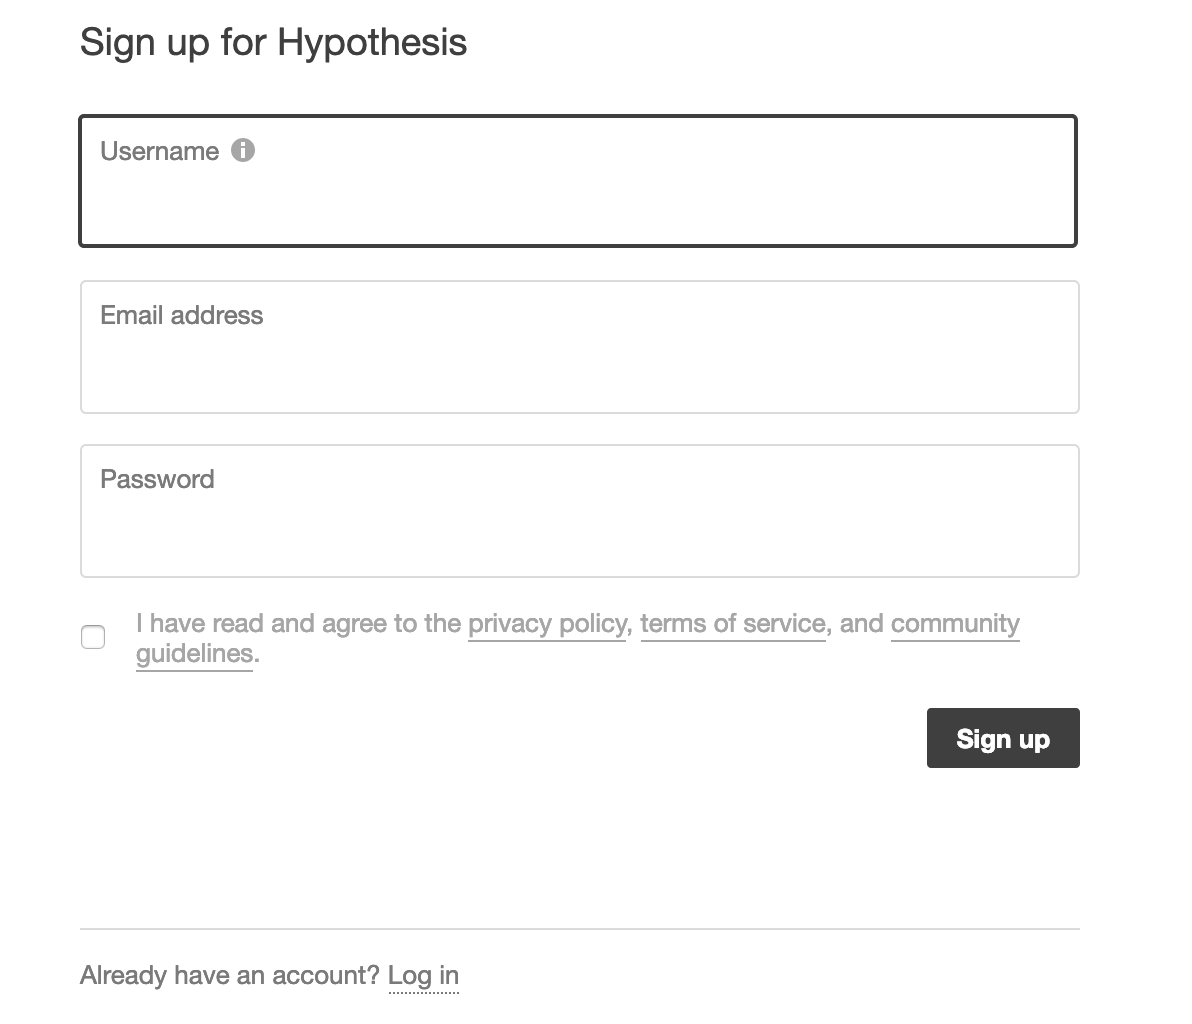 Sign up for Hypothesis
Username
Email address
Password
I have read and agree to the privacy policy, terms of service, and community
guidelines.
Sign up
Already have an account? Log in